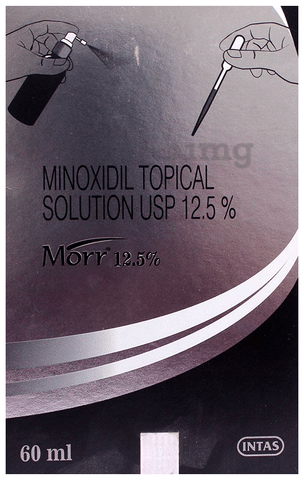 MINOXIDIL TOPICAL
SOLUTION USP 12.5 %
Morr® 12.5%
60 ml
INTAS